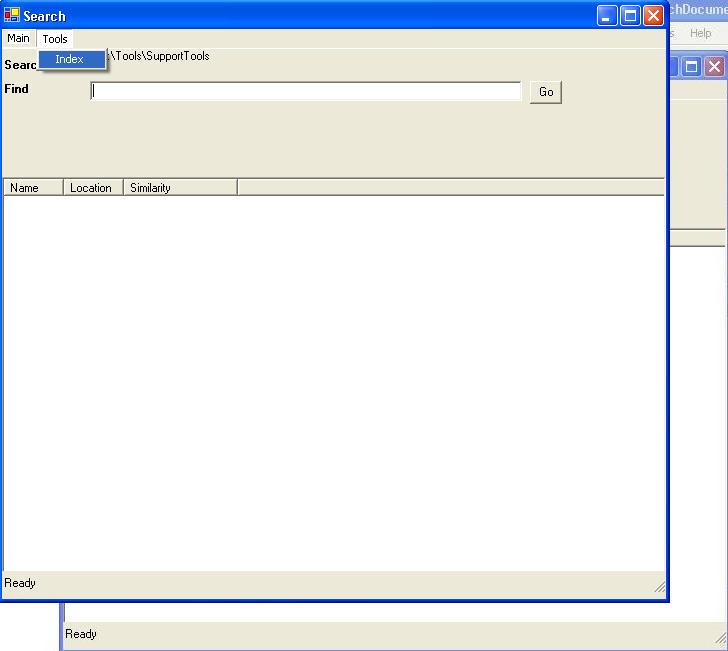 Search
chDocume
Main Tools
s Help
Index
:\Tools\SupportTools
Searc
Find
Go
Name Location Similarity
Ready
Ready